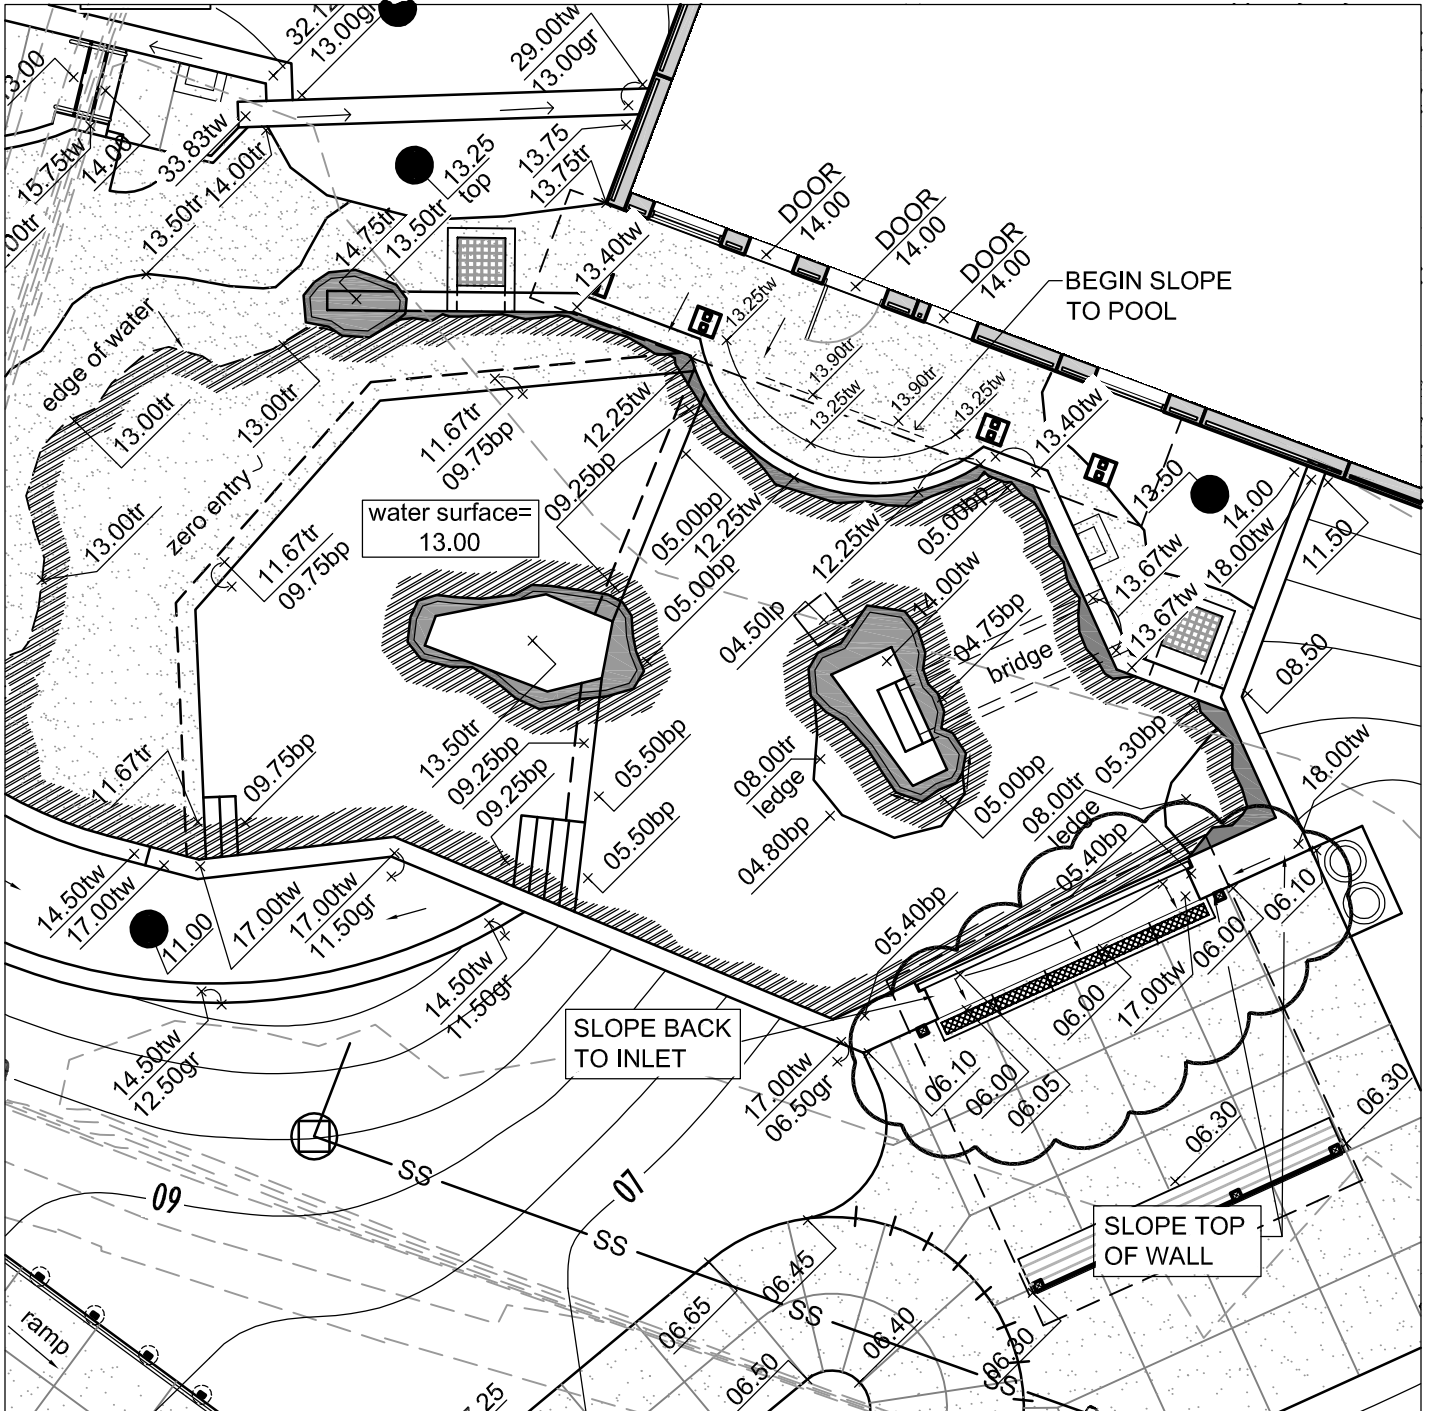 32.12
13.00gr
29.00tw
13.00gr
13.00
15.75tw
14.00
33.83tw
14.00tr
13.25
top
13.75
13.75tr
.00tr
13.50tr
14.75tr
13.50tr
13.40tw
DOOR
14.00
DOOR
14.00
DOOR
14.00
BEGIN SLOPE
TO POOL
edge of water
13.25tw
13.90tr
13.25tw
13.90tr
13.25tw
13.40tw
13.00tr
13.00tr
11.67tr
09.75bp
12.25tw
09.25bp
zero entry
water surface=
13.00
05.00bp
12.25tw
05.00bp
12.25tw
05.00bp
13.50
14.00
18.00tw
11.50
13.00tr
11.67tr
09.75bp
04.50lp
14.00tw
04.75bp
bridge
13.67tw
13.67tw
08.50
11.67tr
09.75bp
13.50tr
09.25bp
09.25bp
05.50bp
05.50bp
08.00tr
ledge
04.80bp
05.00bp
08.00tr
ledge
05.30bp
05.40bp
18.00tw
14.50tw
17.00tw
11.00
17.00tw
17.00tw
11.50gr
14.50tw
11.50gr
05.40bp
06.00
17.00tw
06.00
06.10
SLOPE BACK
TO INLET
14.50tw
12.50gr
17.00tw
06.50gr
06.10
06.00
06.05
06.30
06.30
SS
09
07
SS
SLOPE TOP
OF WALL
06.45
06.65
SS
06.40
06.30
SS
06.50
ramp
.25